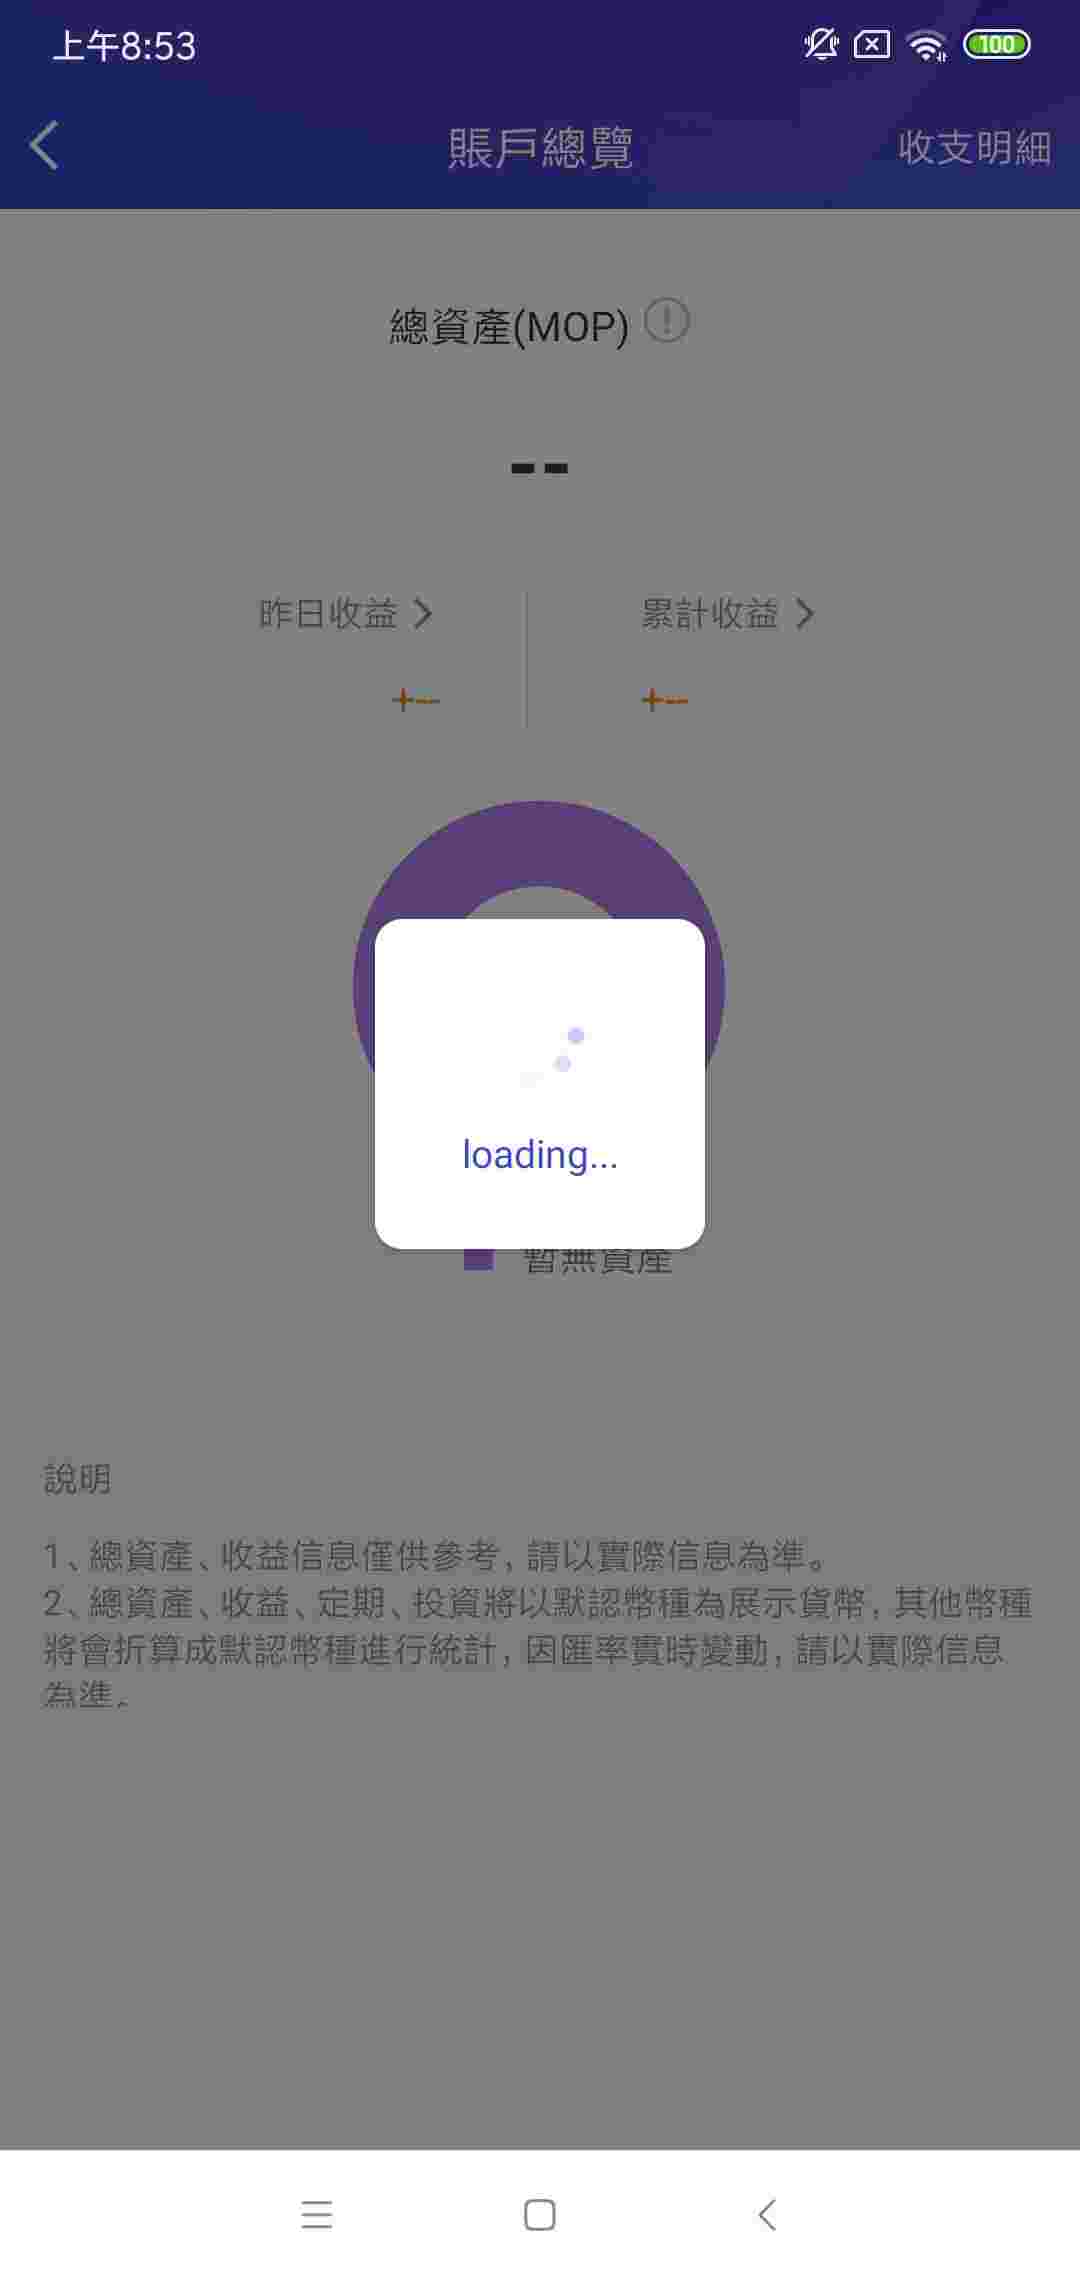 上午8:53
100
賬戶總覽
收支明細
總資產(MOP)
--
昨日收益
累計收益
+--
+--
loading...
暫無資產
說明
1、總資產、收益信息僅供參考，請以實際信息為準。
2、總資產、收益、定期、投資將以默認幣種為展示貨幣，其他幣種
將會折算成默認幣種進行統計，因匯率實時變動，請以實際信息
為準。